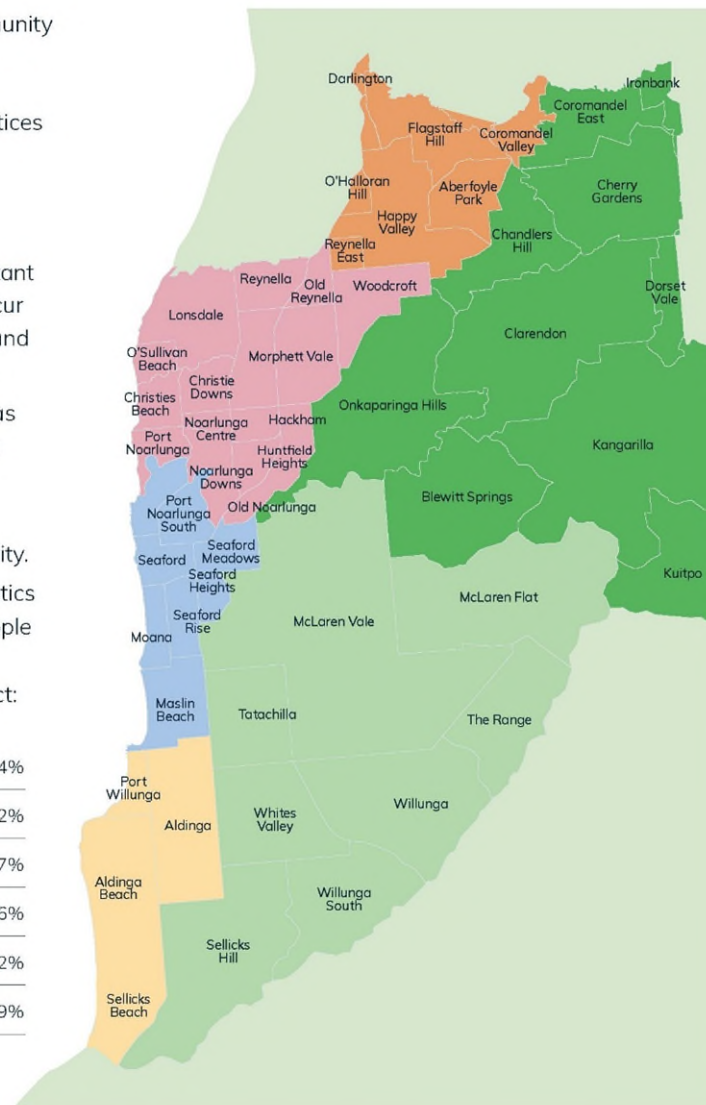 unity
tices
tant
cur
and
as
ity.
tics
ple
ct:
4%
2%
7%
6%
2%
9%
Darlington
Ironbank
Coromandel
East
Flagstaff
Hill
Coromandel
Valley
O'Halloran
Hill
Aberfoyle
Park
Cherry
Gardens
Happy
Valley
Chandlers
Hill
Reynella
East
Reynella
Old
Reynella
Woodcroft
Dorset
Vale
Lonsdale
Clarendon
O'Sullivan
Beach
Morphett Vale
Christie
Downs
Christies
Beach
Onkaparinga Hills
Noarlunga
Centre
Hackham
Port
Noarlunga
Huntfield
Heights
Kangarilla
Noarlunga
Downs
Blewitt Springs
Port
Noarlunga
South
Old Noarlunga
Seaford
Seaford
Meadows
Seaford
Heights
Kuitpo
McLaren Flat
Seaford
Rise
McLaren Vale
Moana
Maslin
Beach
Tatachilla
The Range
Port
Willunga
Aldinga
Whites
Valley
Willunga
Aldinga
Beach
Willunga
South
Sellicks
Hill
Sellicks
Beach